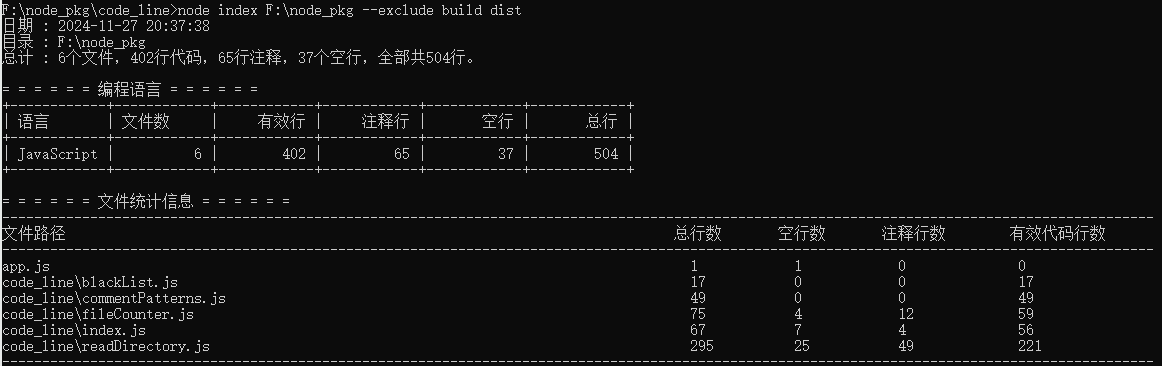 F:\node_pkg\code_line>node index F:\node_pkg --exclude build dist
日期 : 2024-11-27 20:37:38
目录 : F:\node_pkg
总计 : 6个文件, 402行代码, 65行注释, 37个空行, 全部共504行。
= = = = = = 编程语言 = = = = = =
+------------+------------+------------+------------+------------+------------+
| 语言 | 文件数 | 有效行 | 注释行 | 空行 | 总行 |
+------------+------------+------------+------------+------------+------------+
| JavaScript | 6 | 402 | 65 | 37 | 504 |
+------------+------------+------------+------------+------------+------------+
= = = = = = 文件统计信息 = = = = = =
文件路径 总行数 空行数 注释行数 有效代码行数
app.js 1 1 0 0
code_line\blackList.js 17 0 0 17
code_line\commentPatterns.js 49 0 0 49
code_line\fileCounter.js 75 4 12 59
code_line\index.js 67 7 4 56
code_line\readDirectory.js 295 25 49 221